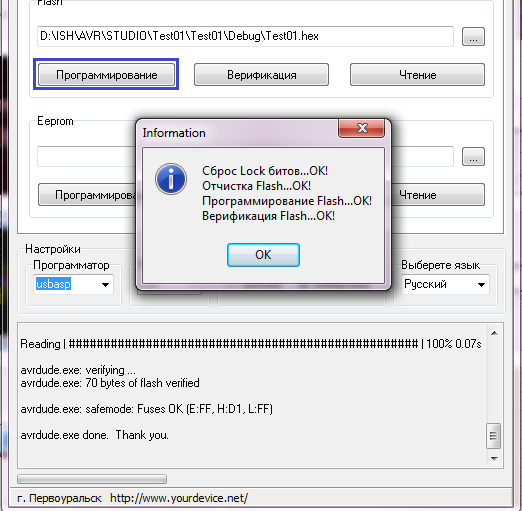 Flash
D:\ISH\AVR\STUDIO\Test01\Test01\Debug\Test01.hex
...
Программирование
Верификация
Чтение
Eeprom
...
Программирова
Чтение
Information
Сброс Lock битов...OK!
Отчистка Flash...OK!
Программирование Flash...OK!
Верификация Flash...OK!
OK
Настройки
Программатор
usbasp
Выберете язык
Русский
Reading | ################################################## | 100% 0.07s
avrdude.exe: verifying ...
avrdude.exe: 70 bytes of flash verified
avrdude.exe: safemode: Fuses OK (E:FF, H:D1, L:FF)
avrdude.exe done.  Thank you.
г. Первоуральск   http://www.yourdevice.net/